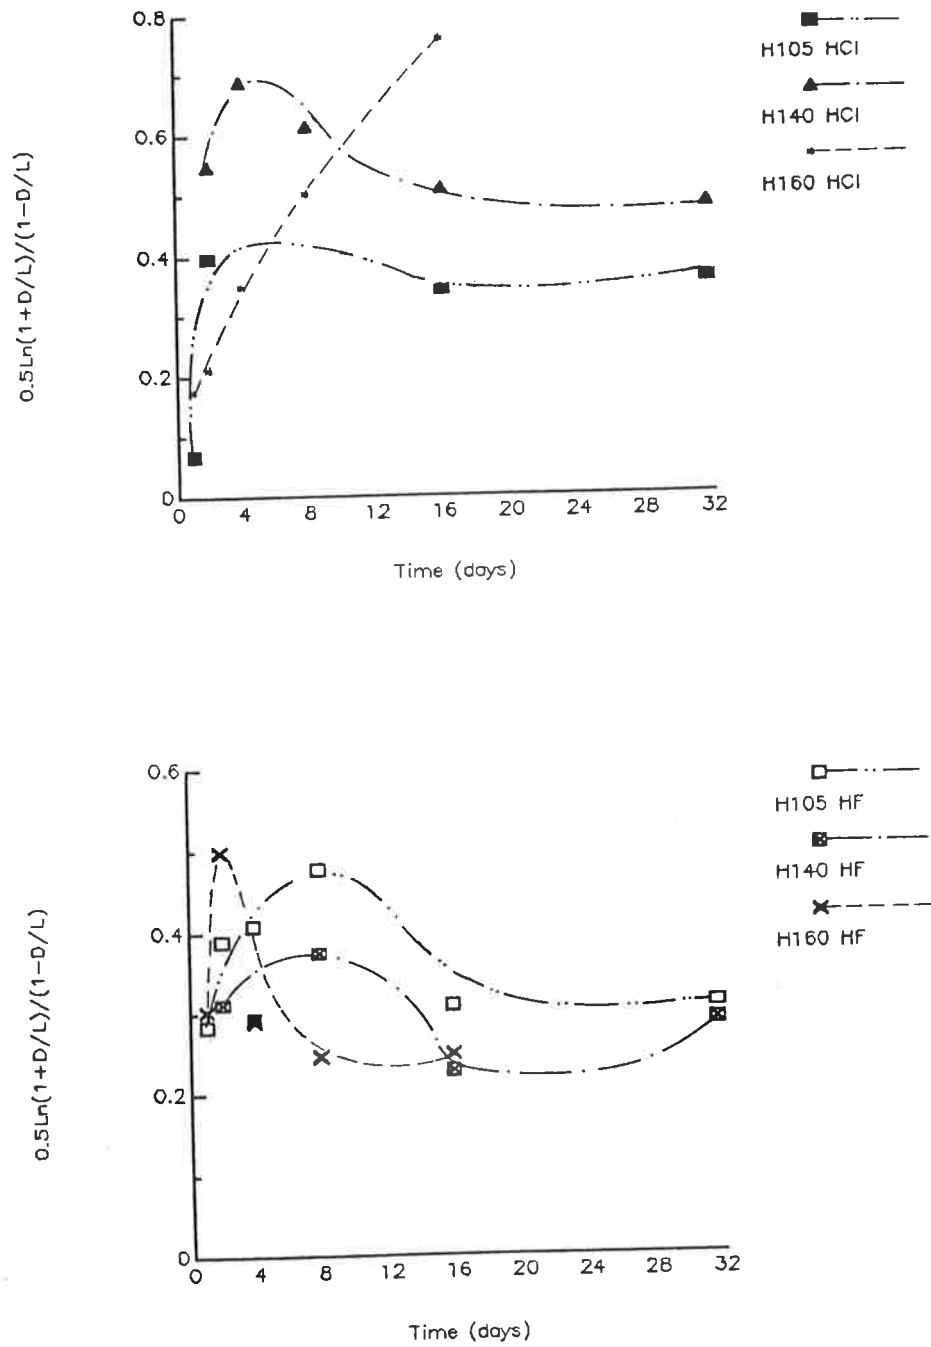 0.8
0.6
0.4
0.2
0
0.5Ln(1+D/L)/(1-D/L)
0 4 8 12 16 20 24 28 32
Time (days)
H105 HCl
H140 HCl
H160 HCl
0.6
0.4
0.2
0
0.5Ln(1+D/L)/(1-D/L)
0 4 8 12 16 20 24 28 32
Time (days)
H105 HF
H140 HF
H160 HF